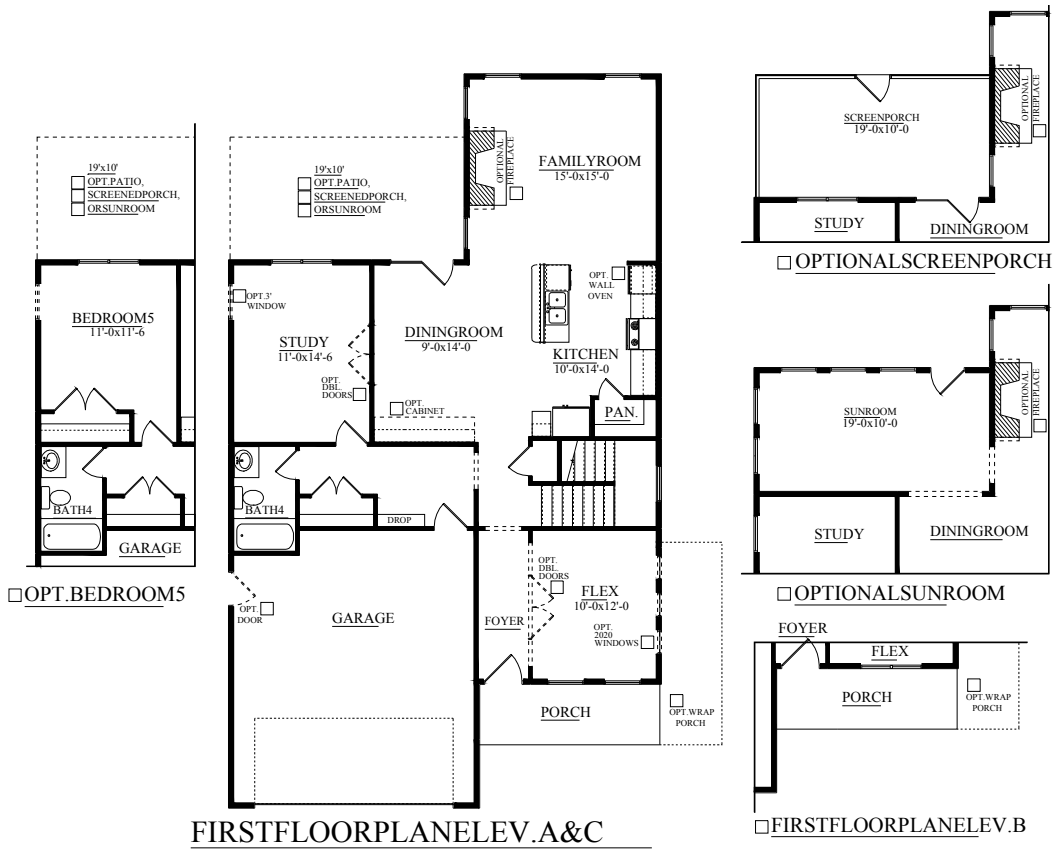 19'x10'
OPT.PATIO,
SCREENEDPORCH,
ORSUNROOM
BEDROOM5
11'-0x11'-6
BATH4
GARAGE
OPT.BEDROOM5
19'x10'
OPT.PATIO,
SCREENEDPORCH,
ORSUNROOM
OPTIONAL
FIREPLACE
FAMILYROOM
15'-0x15'-0
OPT.3'
WINDOW
STUDY
11'-0x14'-6
OPT.
DBL.
DOORS
DININGROOM
9'-0x14'-0
OPT.
CABINET
OPT.
WALL
OVEN
KITCHEN
10'-0x14'-0
PAN.
BATH4
DROP
OPT.
DOOR
GARAGE
FOYER
OPT.
DBL.
DOORS
FLEX
10'-0x12'-0
OPT.
2020
WINDOWS
PORCH
OPT.WRAP
PORCH
FIRSTFLOORPLANELEV.A&C
SCREENPORCH
19'-0x10'-0
OPTIONAL
FIREPLACE
STUDY
DININGROOM
OPTIONALSCREENPORCH
SUNROOM
19'-0x10'-0
OPTIONAL
FIREPLACE
STUDY
DININGROOM
OPTIONALSUNROOM
FOYER
FLEX
PORCH
OPT.WRAP
PORCH
FIRSTFLOORPLANELEV.B